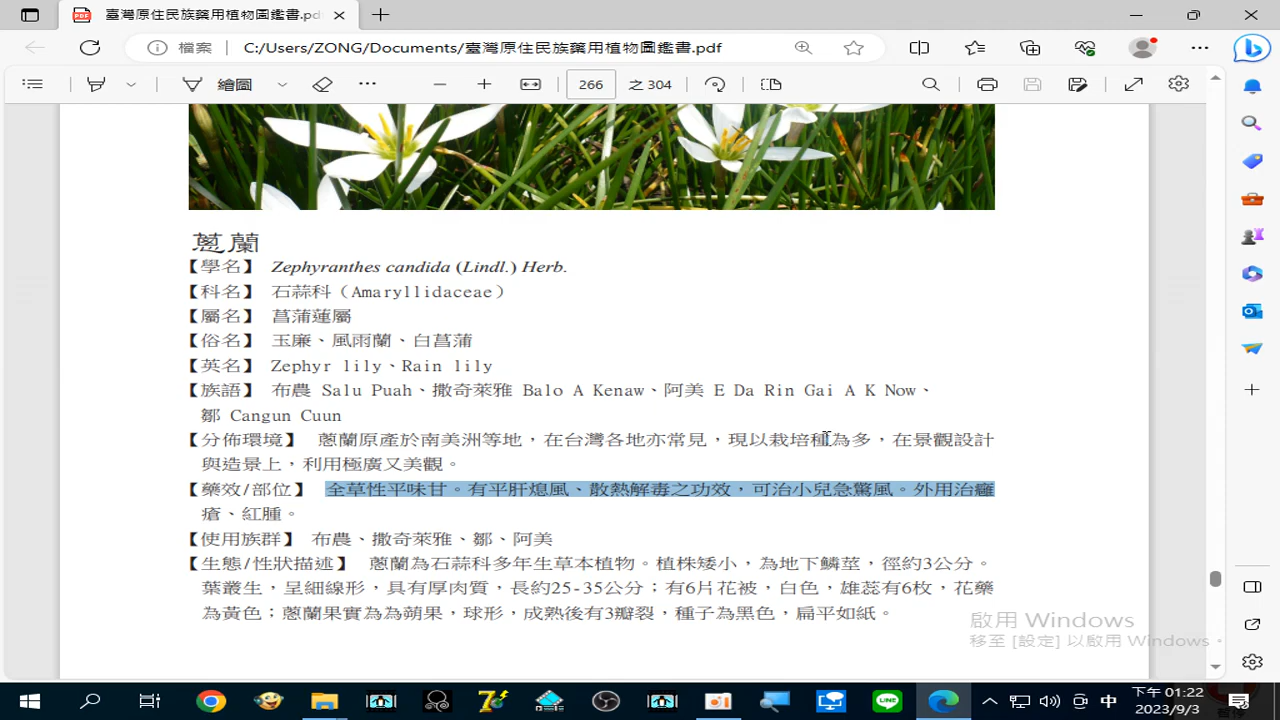 臺灣原住民族藥用植物圖鑑書.pdf
檔案 C:/Users/ZONG/Documents/臺灣原住民族藥用植物圖鑑書.pdf
繪圖 266 之 304
蔥蘭
【學名】 Zephyranthes candida (Lindl.) Herb.
【科名】 石蒜科（Amaryllidaceae）
【屬名】 菖蒲蓮屬
【俗名】 玉廉、風雨蘭、白菖蒲
【英名】 Zephyr lily、Rain lily
【族語】 布農 Salu Puah、撒奇萊雅 Balo A Kenaw、阿美 E Da Rin Gai A K Now、
鄒 Cangun Cuun
【分佈環境】 蔥蘭原產於南美洲等地，在台灣各地亦常見，現以栽培種為多，在景觀設計
與造景上，利用極廣又美觀。
【藥效/部位】 全草性平味甘。有平肝熄風、散熱解毒之功效，可治小兒急驚風。外用治癰
瘡、紅腫。
【使用族群】 布農、撒奇萊雅、鄒、阿美
【生態/性狀描述】 蔥蘭為石蒜科多年生草本植物。植株矮小，為地下鱗莖，徑約3公分。
葉叢生，呈細線形，具有厚肉質，長約25-35公分；有6片花被，白色，雄蕊有6枚，花藥
為黃色；蔥蘭果實為為蒴果，球形，成熟後有3瓣裂，種子為黑色，扁平如紙。
啟用 Windows
移至 [設定] 以啟用 Windows。
中
下午 01:22
2023/9/3